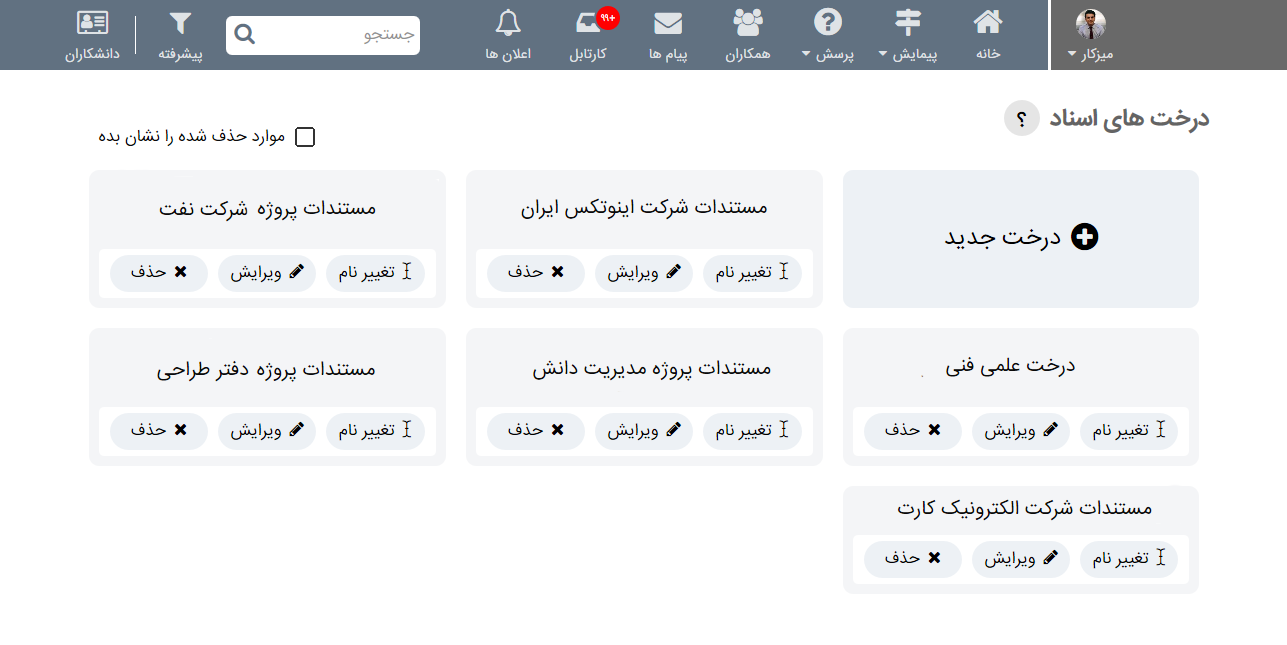 میزکار
خانه
پیمایش
پرسش
همکاران
پیام ها
+۹۹
کارتابل
اعلان ها
جستجو
پیشرفته
دانشکاران
درخت های اسناد ؟
موارد حذف شده را نشان بده
درخت جدید
مستندات شرکت اینوتکس ایران
تغییر نام ویرایش حذف
مستندات پروژه شرکت نفت
تغییر نام ویرایش حذف
درخت علمی فنی
تغییر نام ویرایش حذف
مستندات پروژه مدیریت دانش
تغییر نام ویرایش حذف
مستندات پروژه دفتر طراحی
تغییر نام ویرایش حذف
مستندات شرکت الکترونیک کارت
تغییر نام ویرایش حذف